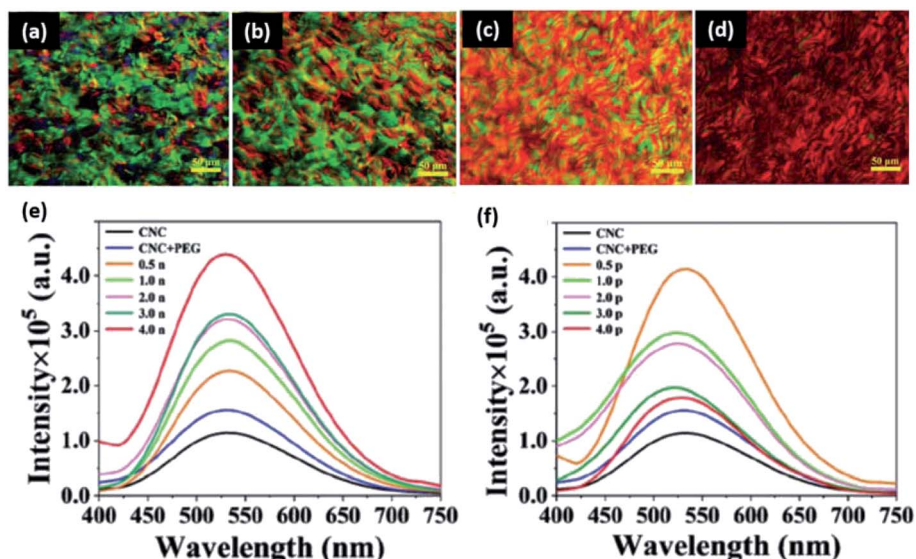 (a)
(b)
(c)
(d)
50 µm
50 µm
50 µm
50 µm
(e)
(f)
CNC
CNC+PEG
0.5 n
1.0 n
2.0 n
3.0 n
4.0 n
Intensity×10⁵ (a.u.)
4.0
3.0
2.0
1.0
0.0
400 450 500 550 600 650 700 750
Wavelength (nm)
CNC
CNC+PEG
0.5 p
1.0 p
2.0 p
3.0 p
4.0 p
Intensity×10⁵ (a.u.)
4.0
3.0
2.0
1.0
0.0
400 450 500 550 600 650 700 750
Wavelength (nm)